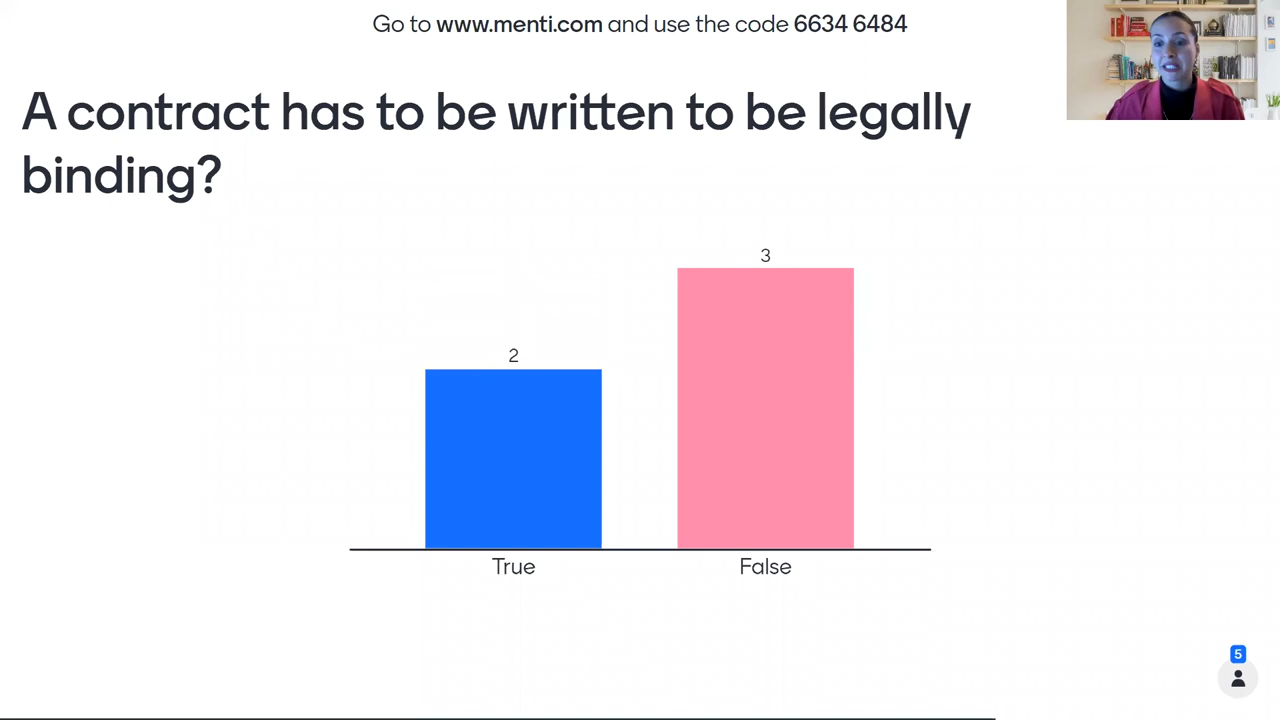 Go to www.menti.com and use the code 6634 6484
A contract has to be written to be legally
binding?
2
3
True
False
5